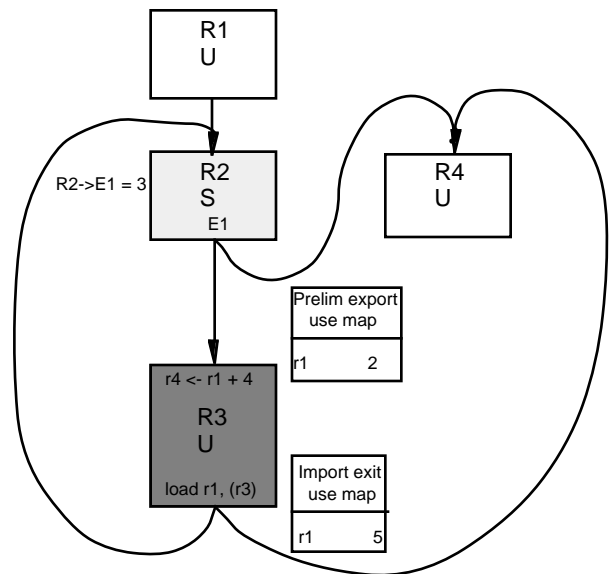 R1
U
R2->E1 = 3
R2
S
E1
R4
U
Prelim export
use map
r1 2
r4 <- r1 + 4
R3
U
load r1, (r3)
Import exit
use map
r1 5